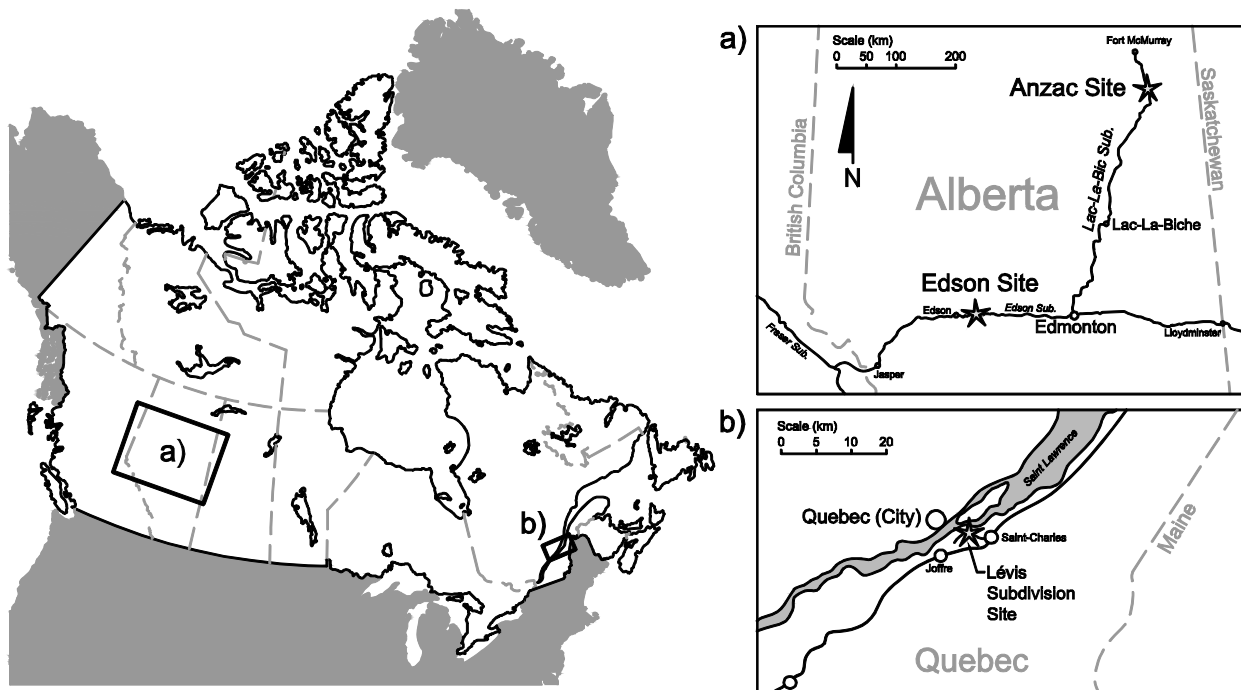 a)
b)
a)
Scale (km)
0 50 100 200
N
Fort McMurray
Anzac Site
British Columbia
Saskatchewan
Alberta
Lac-La-Bic Sub.
Lac-La-Biche
Edson Site
Edson
Edson Sub.
Edmonton
Lloydminster
Fraser Sub.
Jasper
b)
Scale (km)
0 5 10 20
Saint Lawrence
Quebec (City)
Saint-Charles
Joffre
Lévis
Subdivision
Site
Maine
Quebec